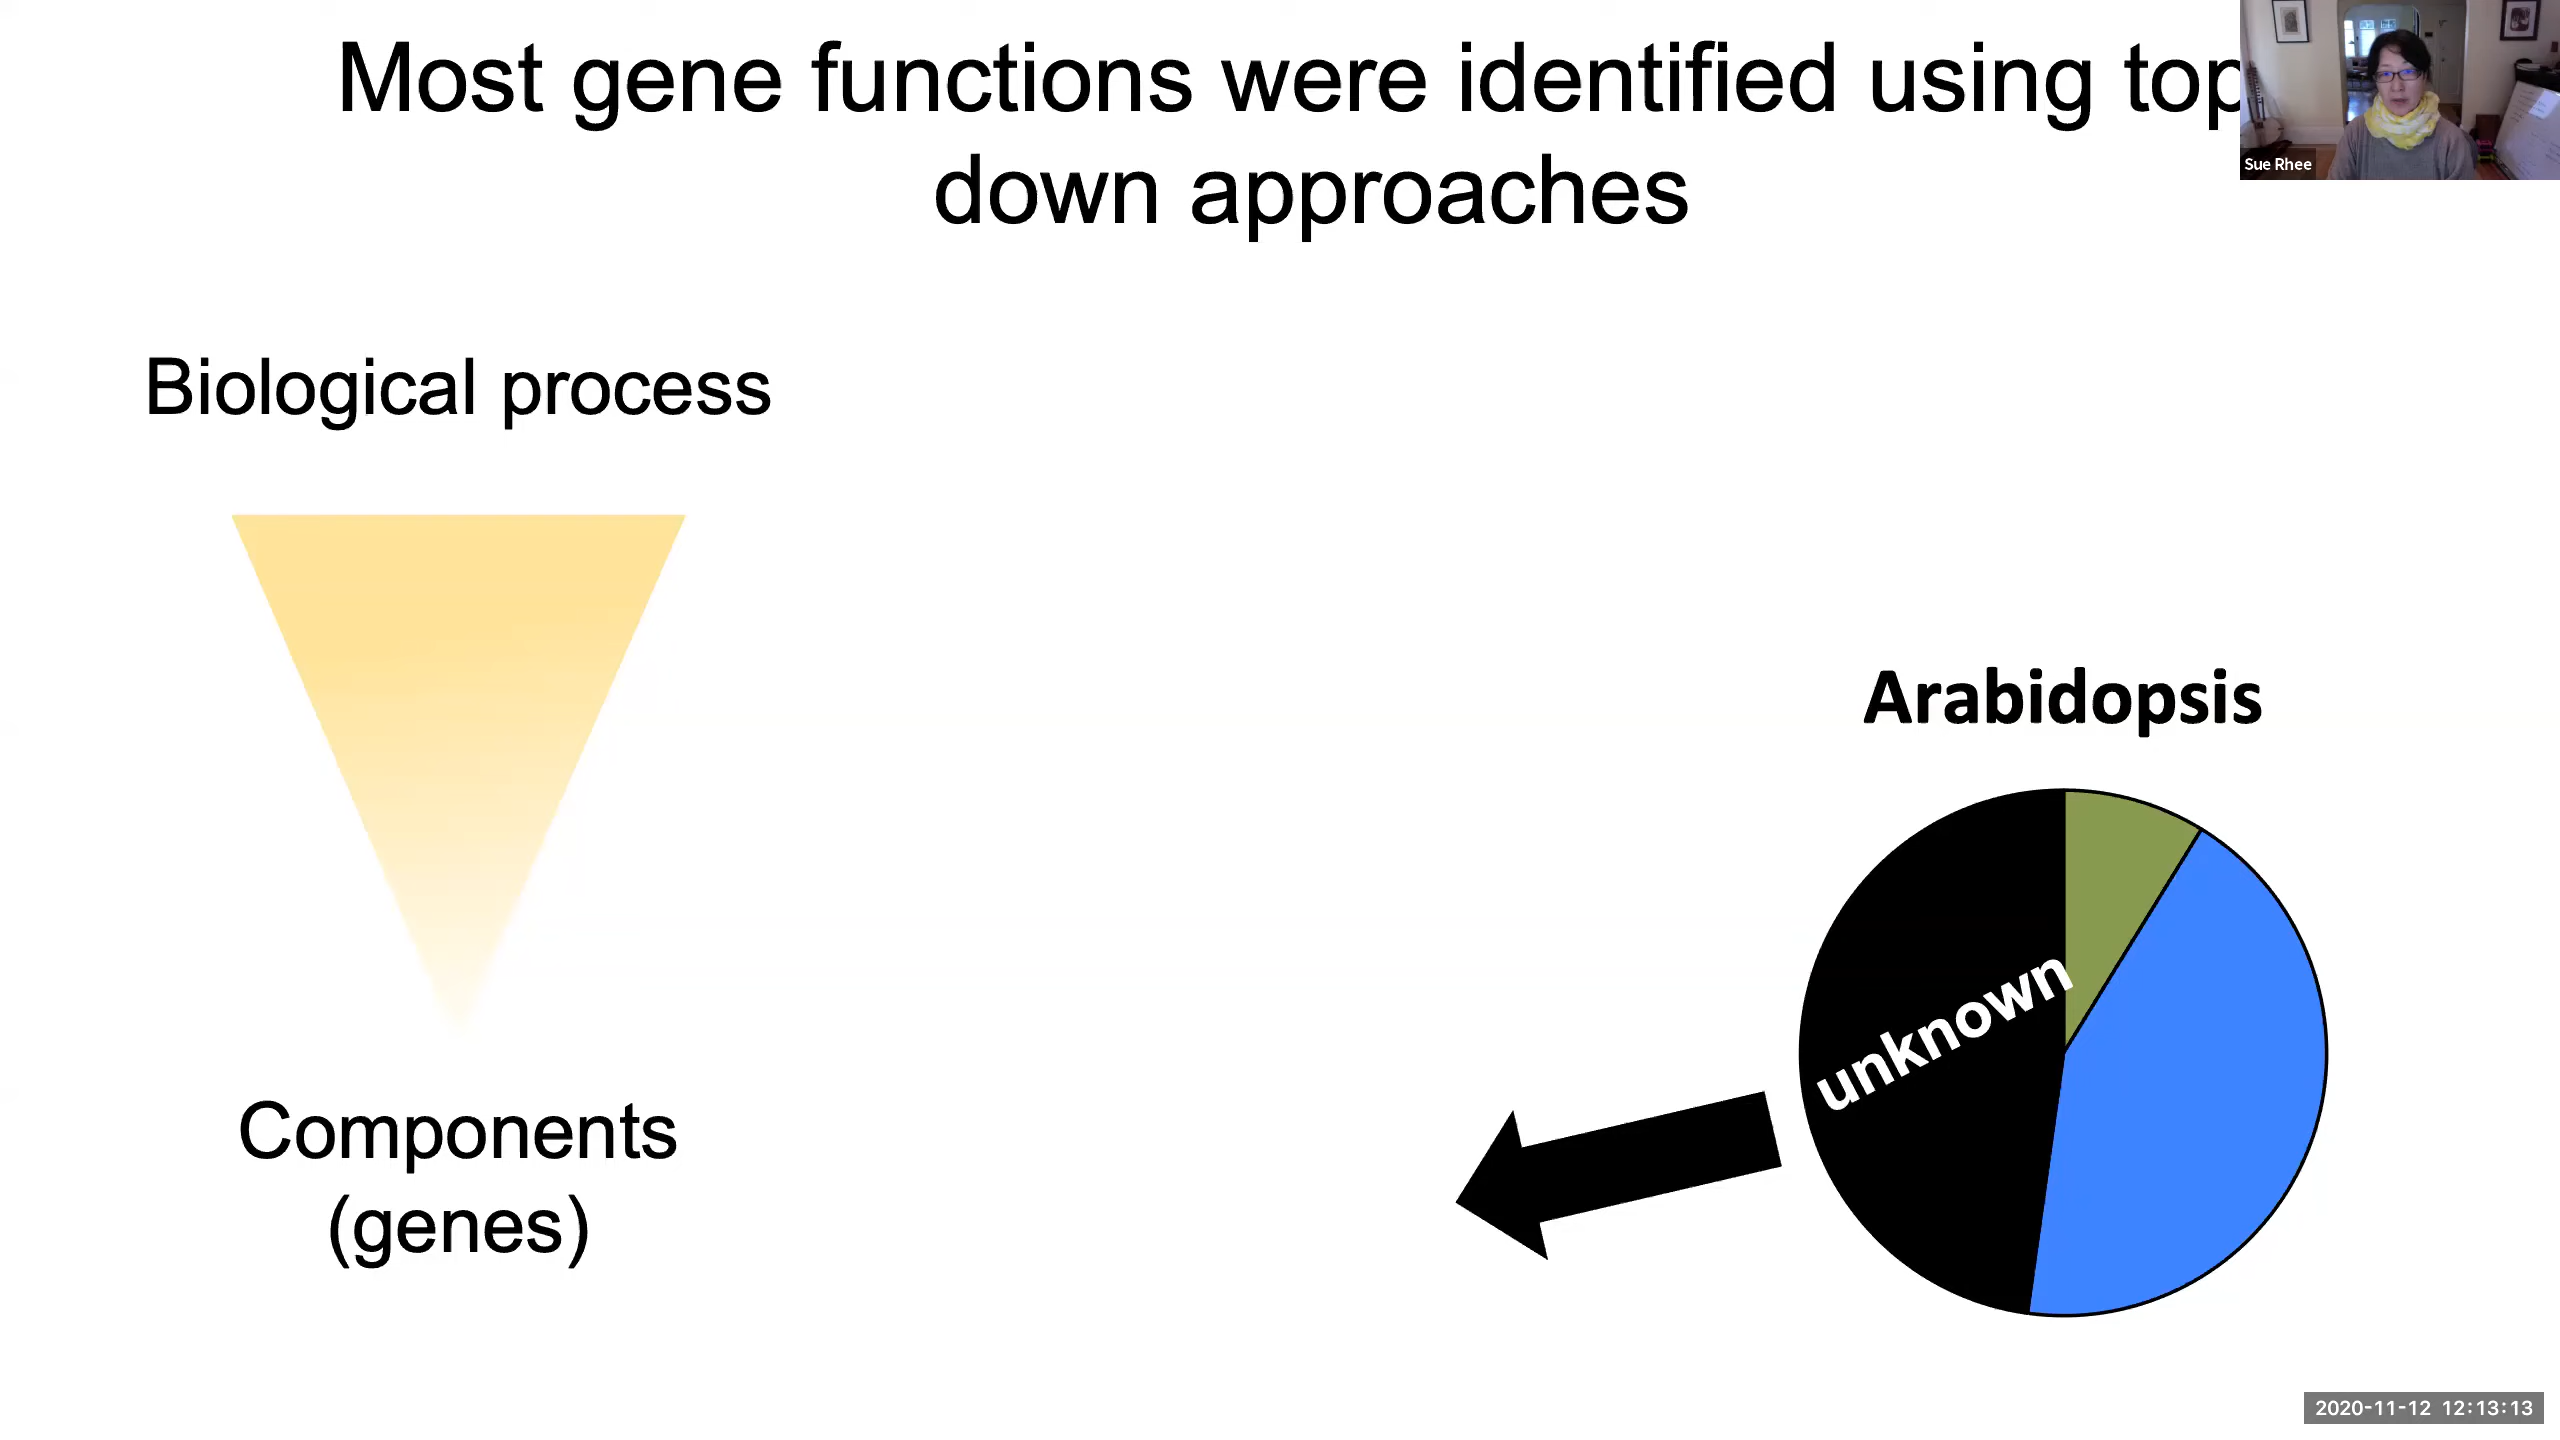 Most gene functions were identified using top
down approaches
Sue Rhee
Biological process
Arabidopsis
unknown
Components
(genes)
2020-11-12 12:13:13